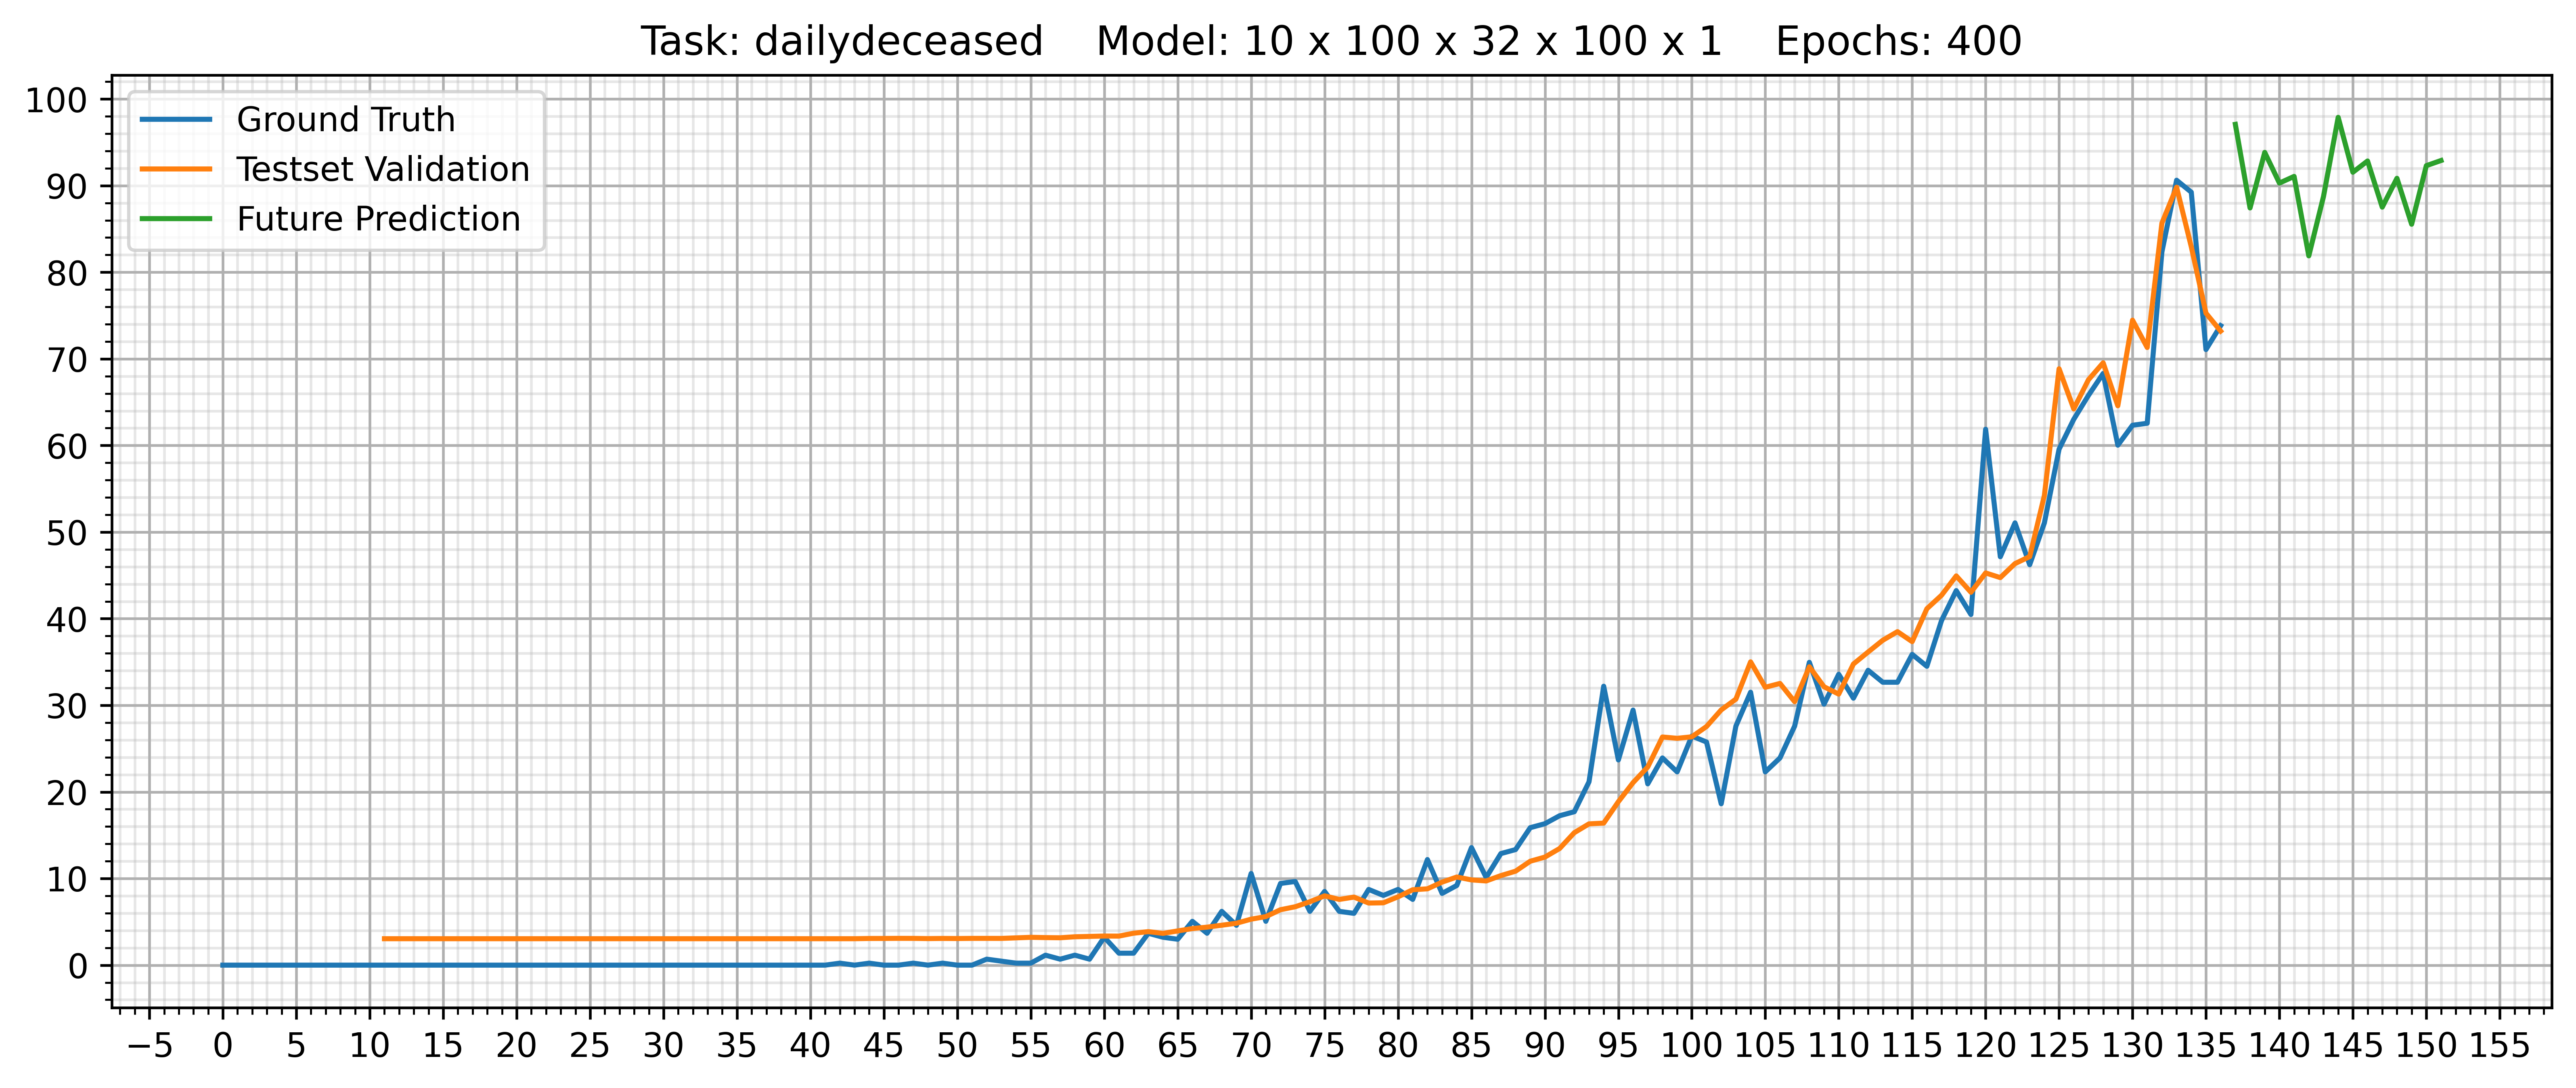 Task: dailydeceased    Model: 10 x 100 x 32 x 100 x 1    Epochs: 400
Ground Truth
Testset Validation
Future Prediction
100
90
80
70
60
50
40
30
20
10
0
−5 0 5 10 15 20 25 30 35 40 45 50 55 60 65 70 75 80 85 90 95 100 105 110 115 120 125 130 135 140 145 150 155